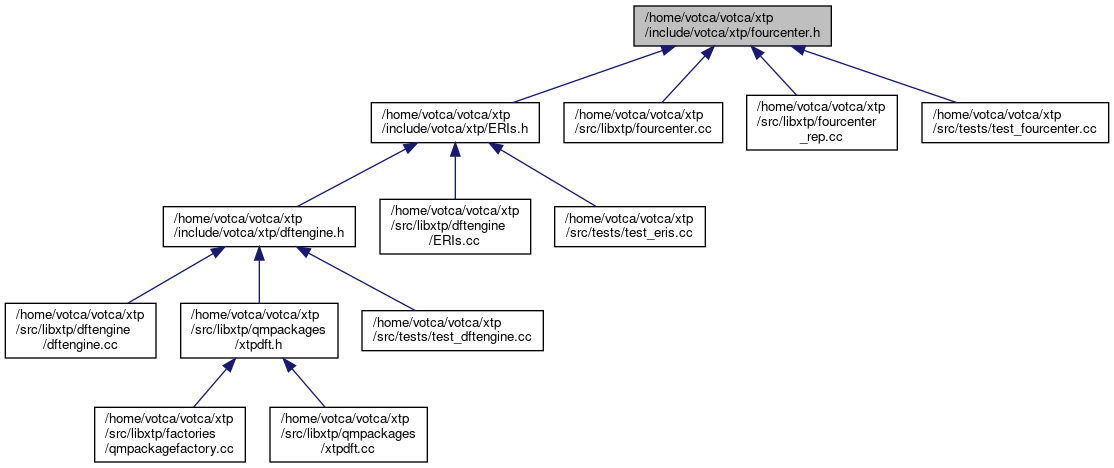 /home/votca/votca/xtp
/include/votca/xtp/fourcenter.h
/home/votca/votca/xtp
/include/votca/xtp/ERIs.h
/home/votca/votca/xtp
/src/libxtp/fourcenter.cc
/home/votca/votca/xtp
/src/libxtp/fourcenter
_rep.cc
/home/votca/votca/xtp
/src/tests/test_fourcenter.cc
/home/votca/votca/xtp
/include/votca/xtp/dftengine.h
/home/votca/votca/xtp
/src/libxtp/dftengine
/ERIs.cc
/home/votca/votca/xtp
/src/tests/test_eris.cc
/home/votca/votca/xtp
/src/libxtp/dftengine
/dftengine.cc
/home/votca/votca/xtp
/src/libxtp/qmpackages
/xtpdft.h
/home/votca/votca/xtp
/src/tests/test_dftengine.cc
/home/votca/votca/xtp
/src/libxtp/factories
/qmpackagefactory.cc
/home/votca/votca/xtp
/src/libxtp/qmpackages
/xtpdft.cc